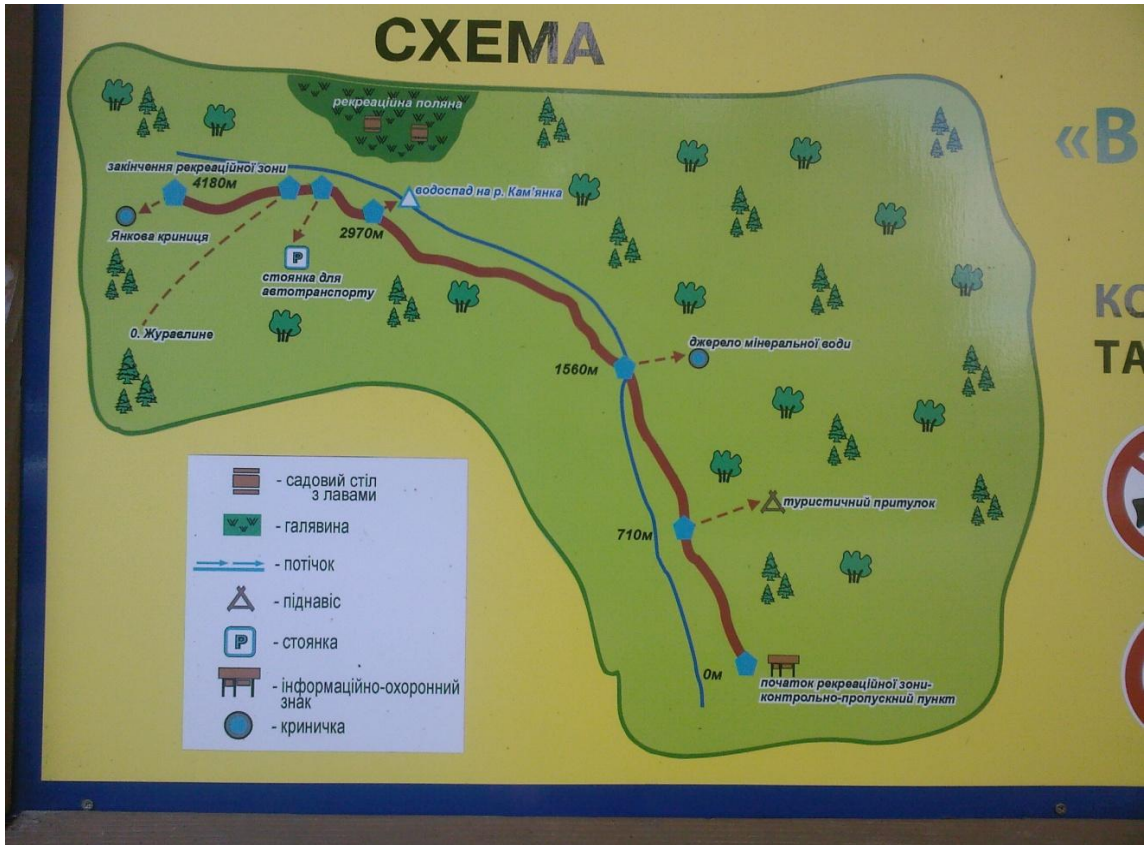 СХЕМА
рекреаційна поляна
закінчення рекреаційної зони
4180м
водоспад на р. Кам'янка
Янкова криниця
2970м
P
стоянка для
автотранспорту
О. Журавлине
джерело мінеральної води
1560м
туристичний притулок
710м
0м
початок рекреаційної зони-
контрольно-пропускний пункт
- садовий стіл
з лавами
- галявина
- потічок
- піднавіс
P
- стоянка
- інформаційно-охоронний
знак
- криничка
«В
КО
ТА